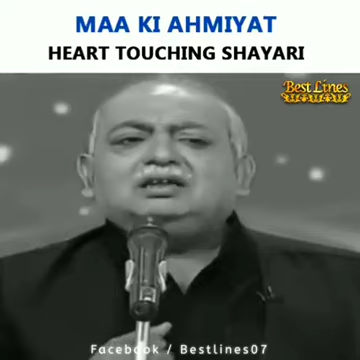 MAA KI AHMIYAT
HEART TOUCHING SHAYARI
Best Lines
Facebook / Bestlines07